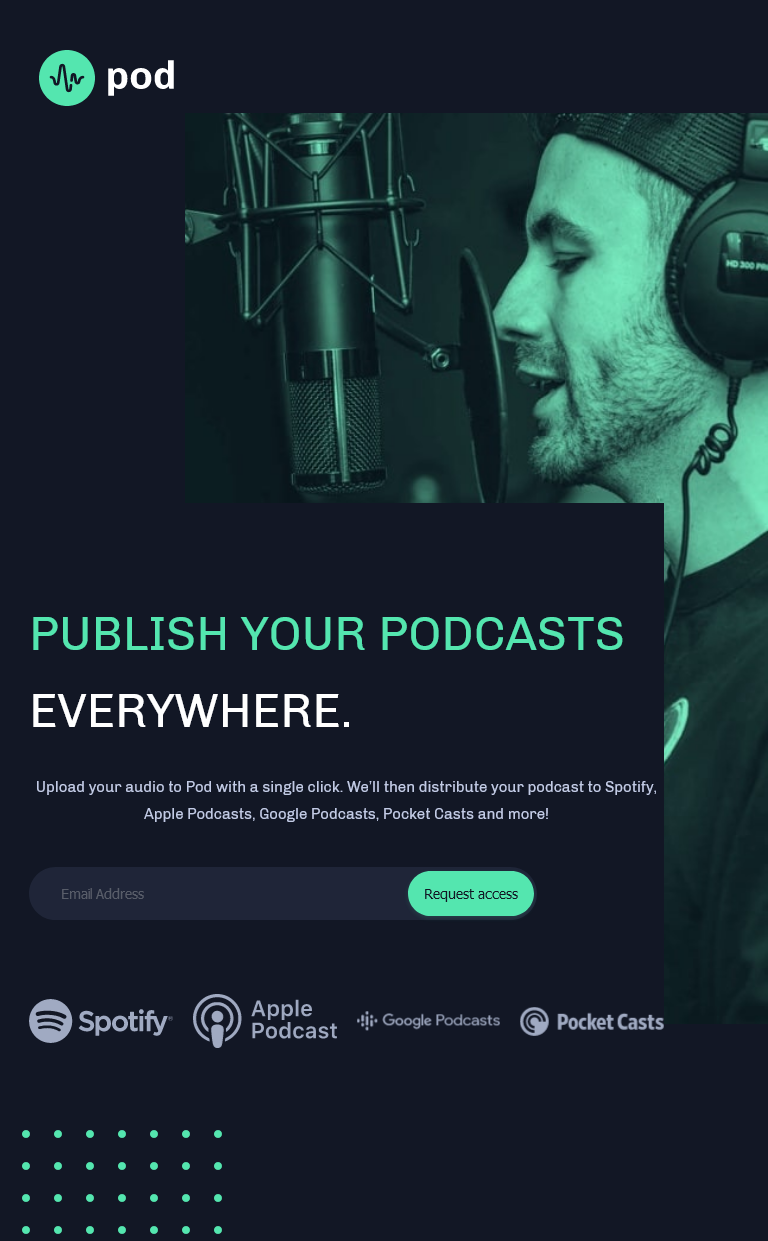 pod
HD 300 PRO
PUBLISH YOUR PODCASTS
EVERYWHERE.
Upload your audio to Pod with a single click. We’ll then distribute your podcast to Spotify,
Apple Podcasts, Google Podcasts, Pocket Casts and more!
Email Address
Request access
Spotify®
Apple
Podcast
Google Podcasts
Pocket Casts